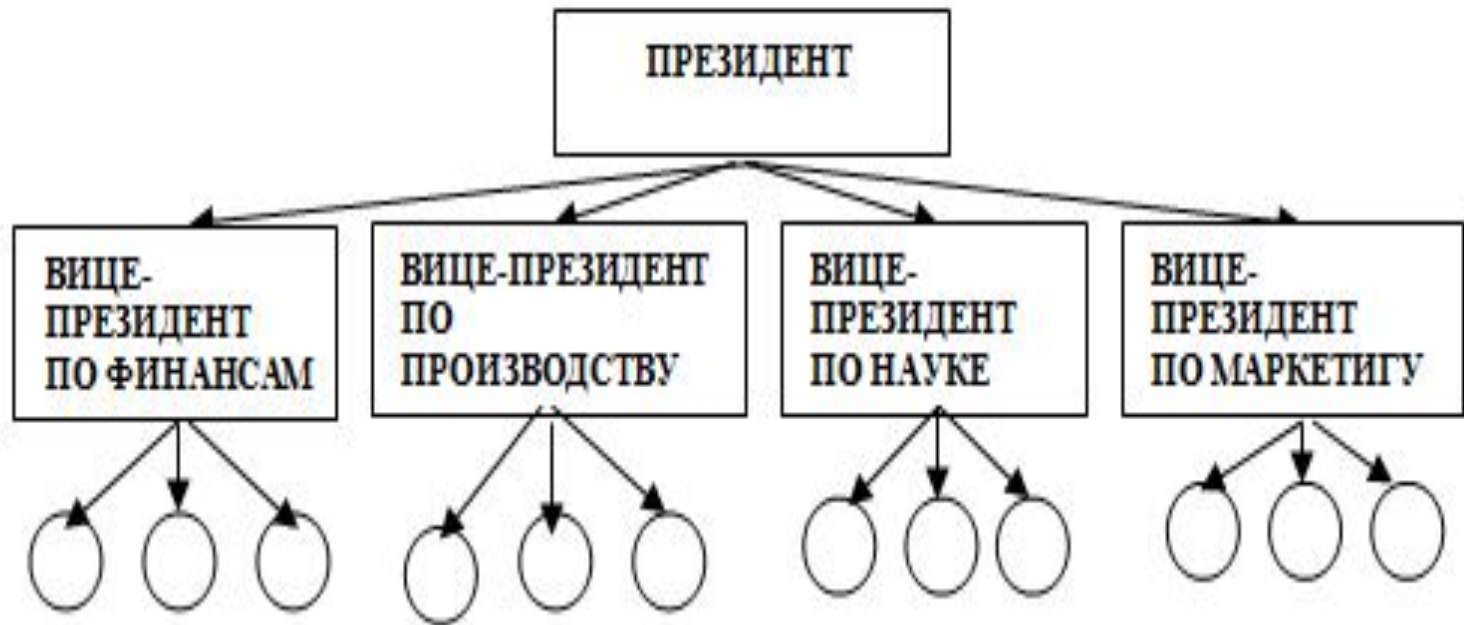 ПРЕЗИДЕНТ
ВИЦЕ-
ПРЕЗИДЕНТ
ПО ФИНАНСАМ
ВИЦЕ-ПРЕЗИДЕНТ
ПО
ПРОИЗВОДСТВУ
ВИЦЕ-
ПРЕЗИДЕНТ
ПО НАУКЕ
ВИЦЕ-
ПРЕЗИДЕНТ
ПО МАРКЕТИГУ